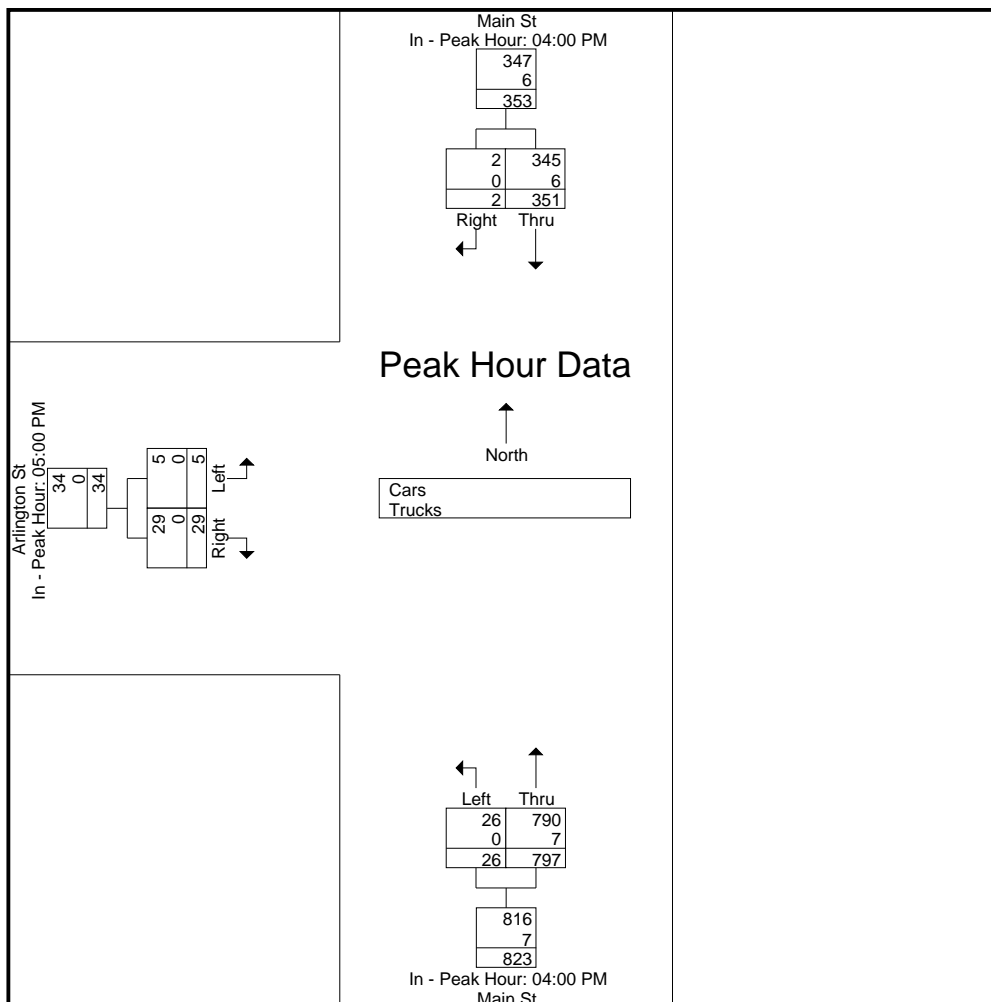 Main St
In - Peak Hour: 04:00 PM
347
6
353
2 345
0 6
2 351
Right Thru
Peak Hour Data
North
Cars
Trucks
Arlington St
In - Peak Hour: 05:00 PM
34
0
34
5 0 5
Left
29 0 29
Right
Left Thru
26 790
0 7
26 797
816
7
823
In - Peak Hour: 04:00 PM
Main St